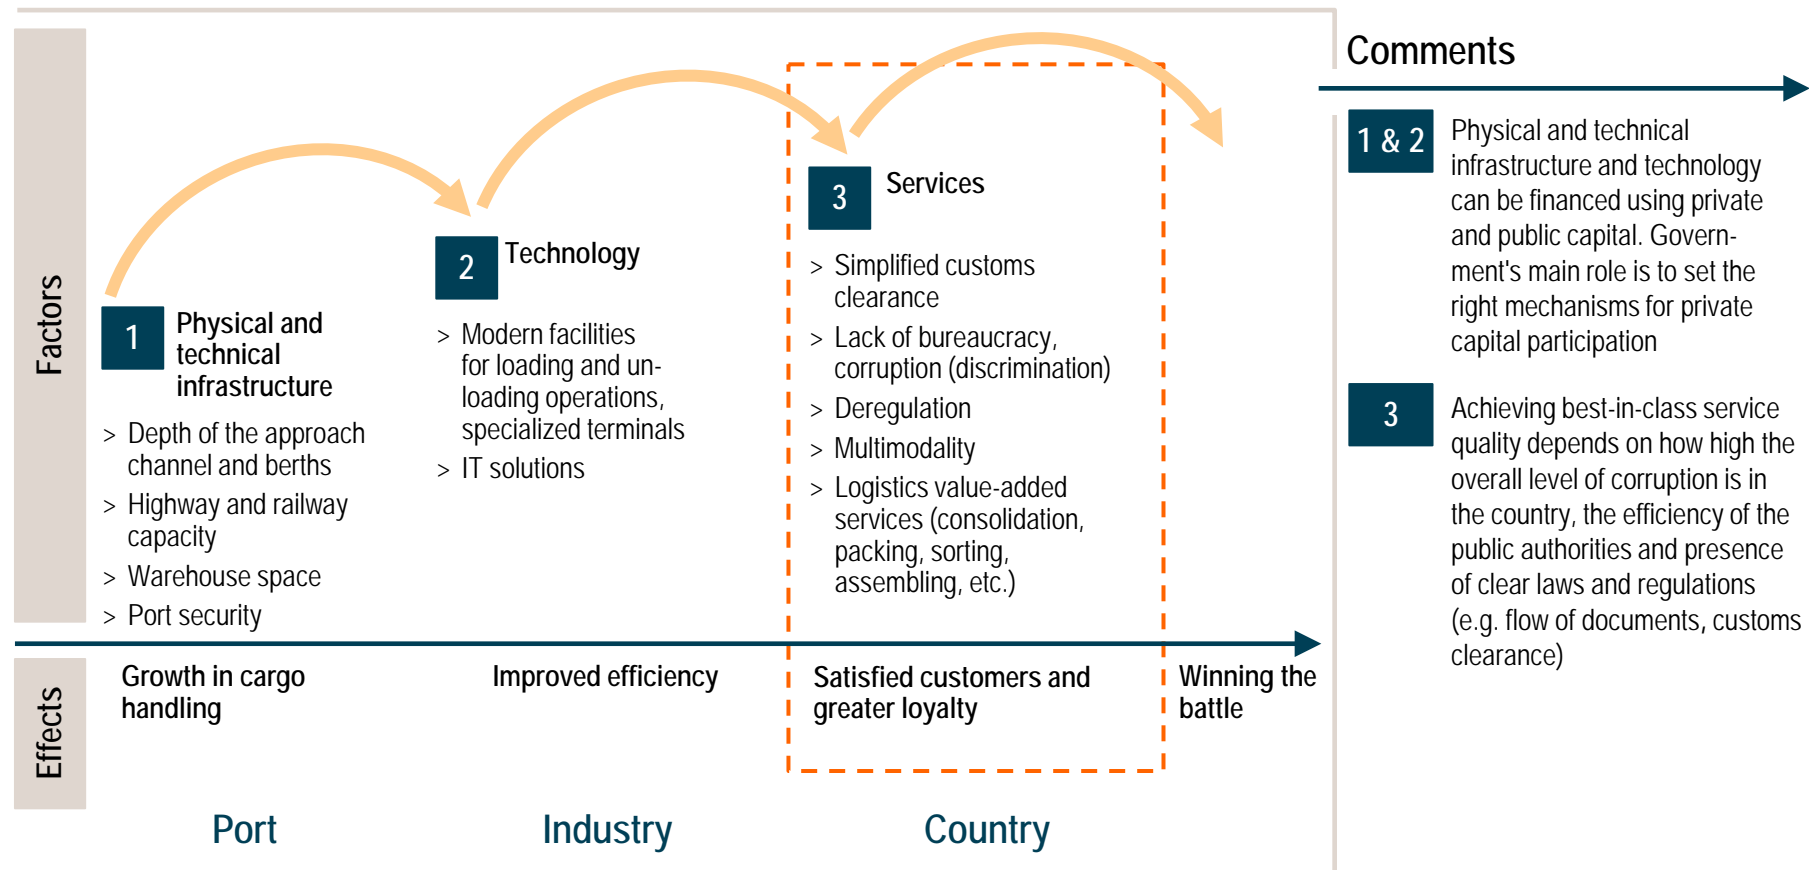 Factors
1
Physical and
technical
infrastructure
> Depth of the approach
channel and berths
> Highway and railway
capacity
> Warehouse space
> Port security
2
Technology
> Modern facilities
for loading and un-
loading operations,
specialized terminals
> IT solutions
3
Services
> Simplified customs
clearance
> Lack of bureaucracy,
corruption (discrimination)
> Deregulation
> Multimodality
> Logistics value-added
services (consolidation,
packing, sorting,
assembling, etc.)
Effects
Growth in cargo
handling
Improved efficiency
Satisfied customers and
greater loyalty
Winning the
battle
Port
Industry
Country
Comments
1 & 2
Physical and technical
infrastructure and technology
can be financed using private
and public capital. Govern-
ment's main role is to set the
right mechanisms for private
capital participation
3
Achieving best-in-class service
quality depends on how high the
overall level of corruption is in
the country, the efficiency of the
public authorities and presence
of clear laws and regulations
(e.g. flow of documents, customs
clearance)